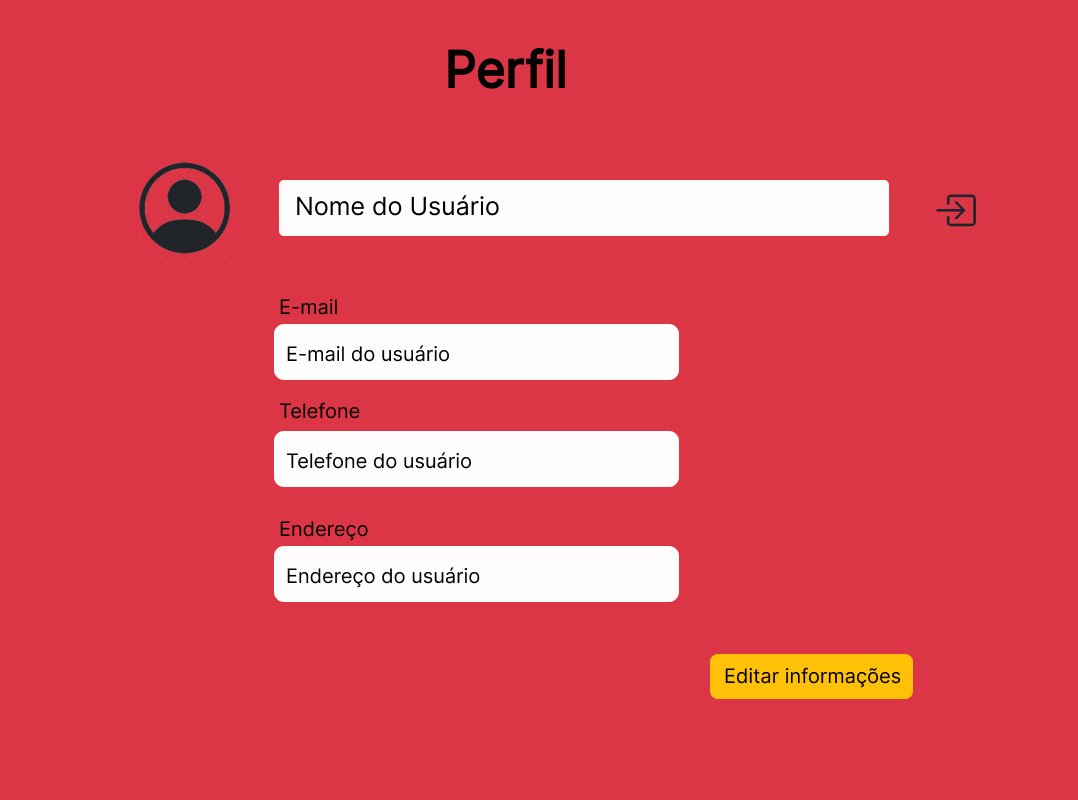 Perfil
Nome do Usuário
E-mail
E-mail do usuário
Telefone
Telefone do usuário
Endereço
Endereço do usuário
Editar informações